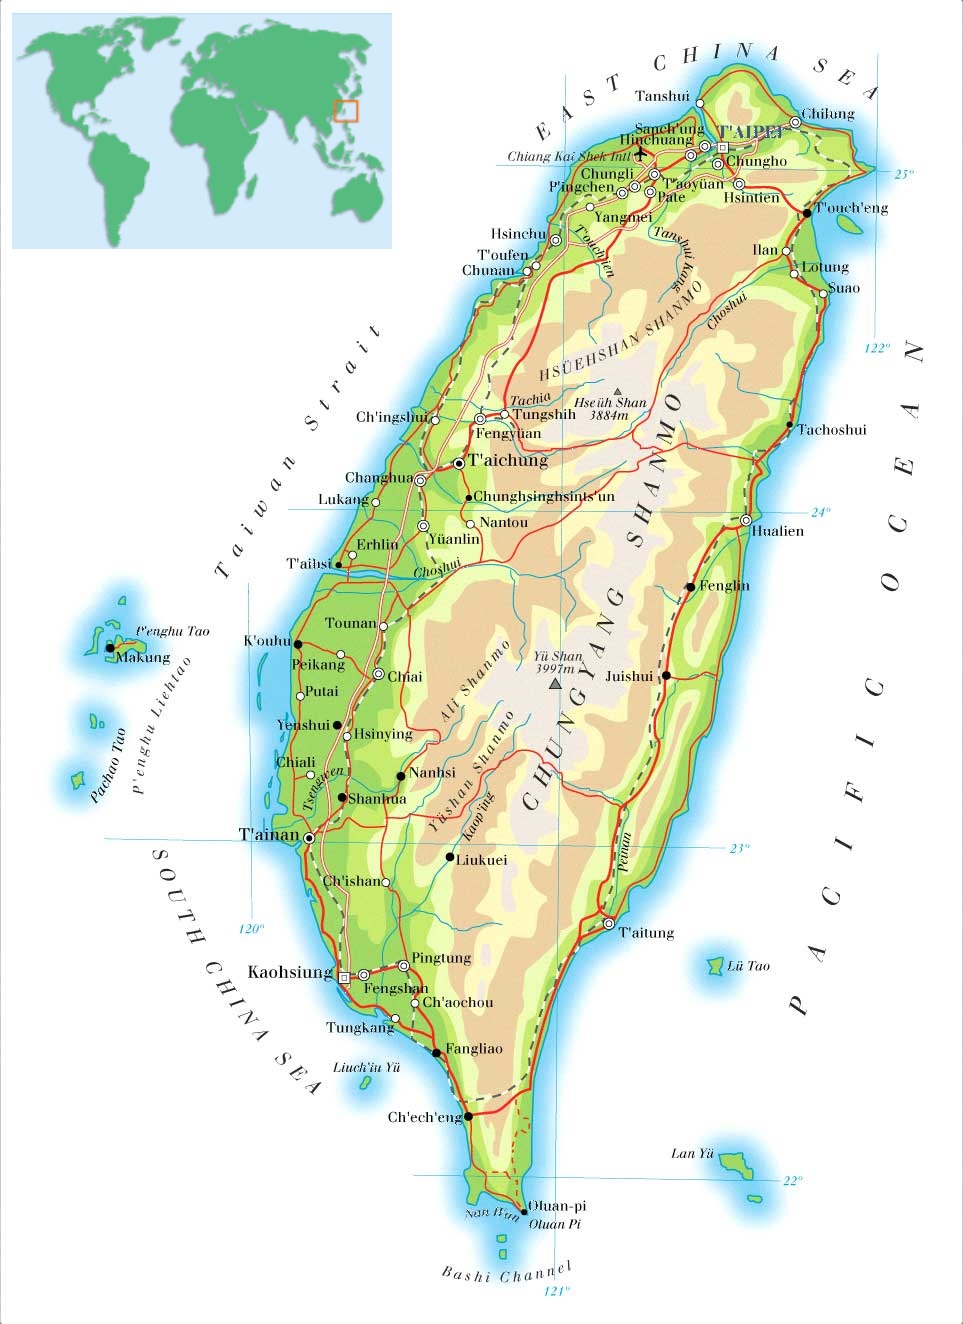 EAST CHINA SEA
Tanshui
Chilung
Sanch'ung
T'AIPEI
Hinchuang
Chiang Kai Shek Intl
Chungho
Chungli
T'aoyüan
P'ingchen
Pate
Hsintien
25°
Yangmei
T'ouch'eng
Hsinchu
T'ouchien
Tanshui Kang
Ilan
T'oufen
Chunan
Lotung
Suao
Choshui
HSÜEHSHAN SHANMO
122°
Taiwan Strait
Hseüh Shan
3884m
Tachia
Tungshih
Ch'ingshui
Fengyüan
Tachoshui
T'aichung
Changhua
Chunghsinghsints'un
Lukang
Nantou
24°
Hualien
Yüanlin
Erhlin
T'aihsi
Choshui
Fenglin
CHUNGYANG SHANMO
PACIFIC OCEAN
P'enghu Tao
Makung
Tounan
K'ouhu
Peikang
Yü Shan
3997m
Chiai
Juishui
Ali Shanmo
P'enghu Liehtao
Putai
Yenshui
Hsinying
Pachao Tao
Chiali
Nanhsi
Tsengwen
Shanhua
Yüshan Shanmo
Kaop'ing
T'ainan
23°
Peinan
Liukuei
Ch'ishan
SOUTH CHINA SEA
120°
T'aitung
Pingtung
Lü Tao
Kaohsiung
Fengshan
Ch'aochou
Tungkang
Fangliao
Liuch'iu Yü
Ch'ech'eng
Lan Yü
22°
Oluan-pi
Nan Wan
Oluan Pi
Bashi Channel
121°